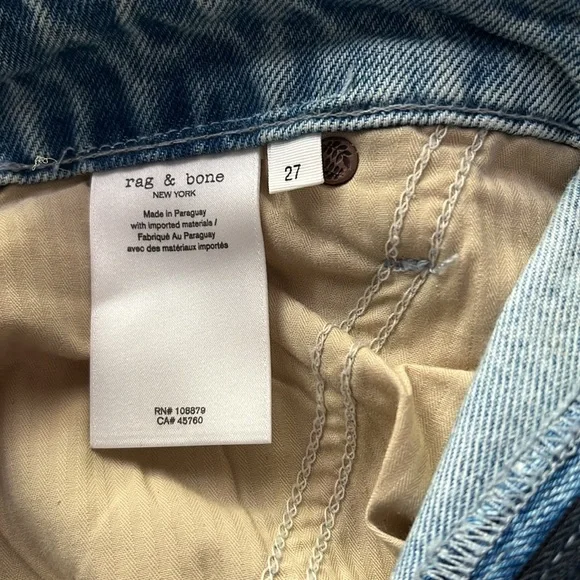 rag & bone
NEW YORK
Made in Paraguay
with imported materials /
Fabriqué Au Paraguay
avec des matériaux importés
RN# 108879
CA# 45760
27